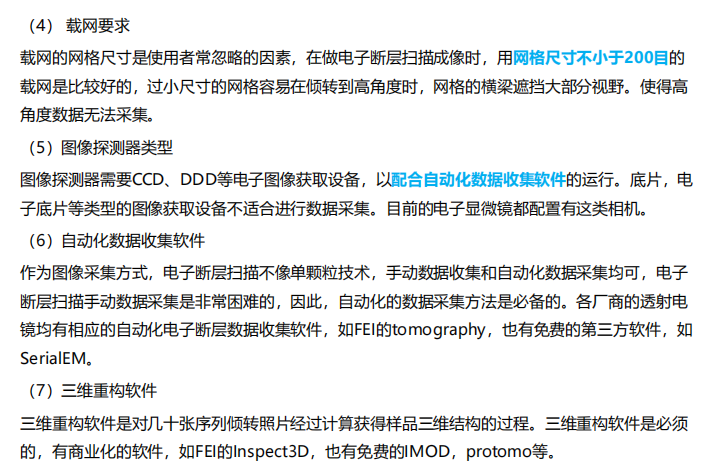 （4） 载网要求
载网的网格尺寸是使用者常忽略的因素，在做电子断层扫描成像时，用网格尺寸不小于200目的
载网是比较好的，过小尺寸的网格容易在倾转到高角度时，网格的横梁遮挡大部分视野。使得高
角度数据无法采集。
（5）图像探测器类型
图像探测器需要CCD、DDD等电子图像获取设备，以配合自动化数据收集软件的运行。底片，电
子底片等类型的图像获取设备不适合进行数据采集。目前的电子显微镜都配置有这类相机。
（6）自动化数据收集软件
作为图像采集方式，电子断层扫描不像单颗粒技术，手动数据收集和自动化数据采集均可，电子
断层扫描手动数据采集是非常困难的，因此，自动化的数据采集方法是必备的。各厂商的透射电
镜均有相应的自动化电子断层数据收集软件，如FEI的tomography，也有免费的第三方软件，如
SerialEM。
（7）三维重构软件
三维重构软件是对几十张序列倾转照片经过计算获得样品三维结构的过程。三维重构软件是必须
的，有商业化的软件，如FEI的Inspect3D，也有免费的IMOD，protomo等。